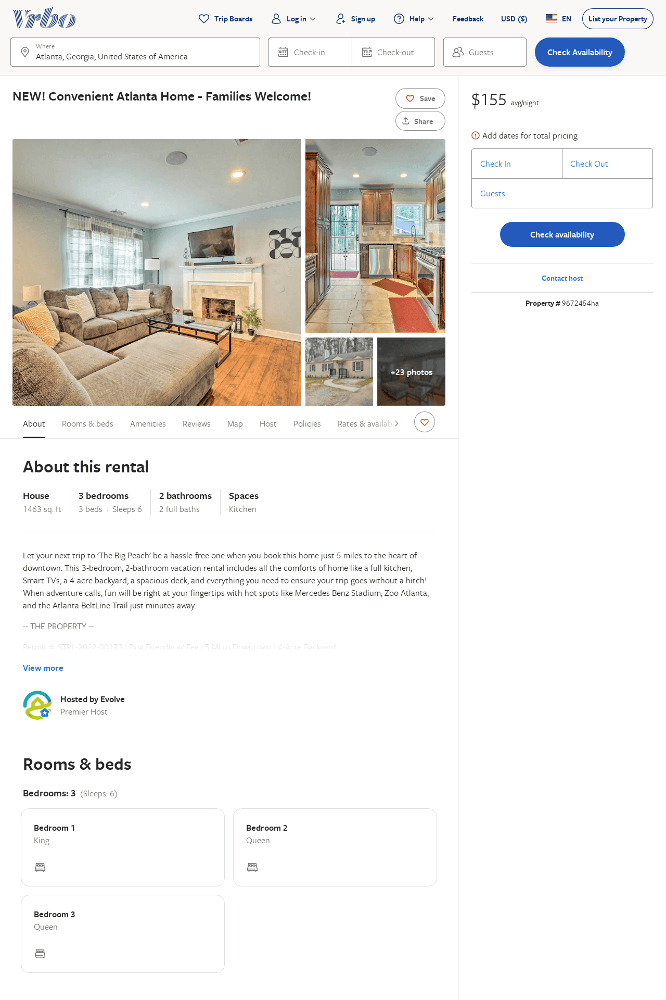 Vrbo
Trip Boards
Log in
Sign up
Help
Feedback
USD ($)
EN
List your Property
Where
Atlanta, Georgia, United States of America
Check-in
Check-out
Guests
Check Availability
NEW! Convenient Atlanta Home - Families Welcome!
Save
Share
$155 avg/night
Add dates for total pricing
Check In
Check Out
Guests
Check availability
Contact host
Property # 9672454ha
+23 photos
About
Rooms & beds
Amenities
Reviews
Map
Host
Policies
Rates &
About this rental
House
1463 sq. ft
3 bedrooms
3 beds · Sleeps 6
2 bathrooms
2 full baths
Spaces
Kitchen
Let your next trip to 'The Big Peach' be a hassle-free one when you book this home just 5 miles to the heart of
downtown. This 3-bedroom, 2-bathroom vacation rental includes all the comforts of home like a full kitchen,
Smart TVs, a 4-acre backyard, a spacious deck, and everything you need to ensure your trip goes without a hitch!
When adventure calls, fun will be right at your fingertips with hot spots like Mercedes Benz Stadium, Zoo Atlanta,
and the Atlanta BeltLine Trail just minutes away.
-- THE PROPERTY --
Permit #: STRL-2022-00173 | Dog Friendly w/ Fee | 5 Mi to Downtown | 4-Acre Backyard
View more
Hosted by Evolve
Premier Host
Rooms & beds
Bedrooms: 3 (Sleeps: 6)
Bedroom 1
King
Bedroom 2
Queen
Bedroom 3
Queen